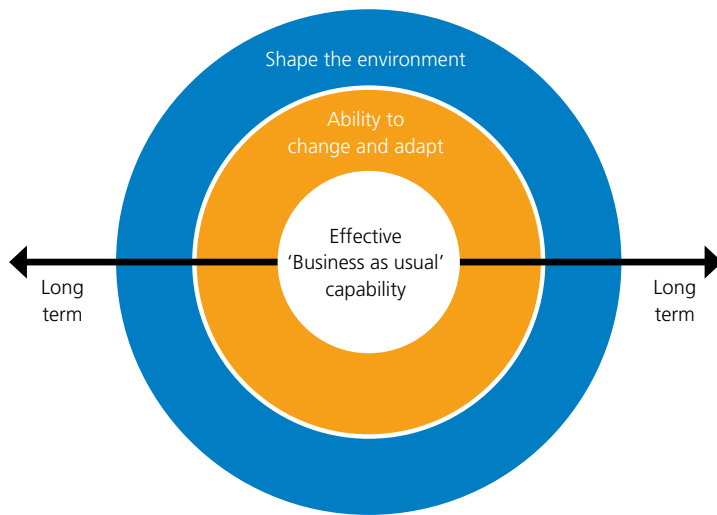 Shape the environment
Ability to
change and adapt
Effective
‘Business as usual’
capability
Long
term
Long
term